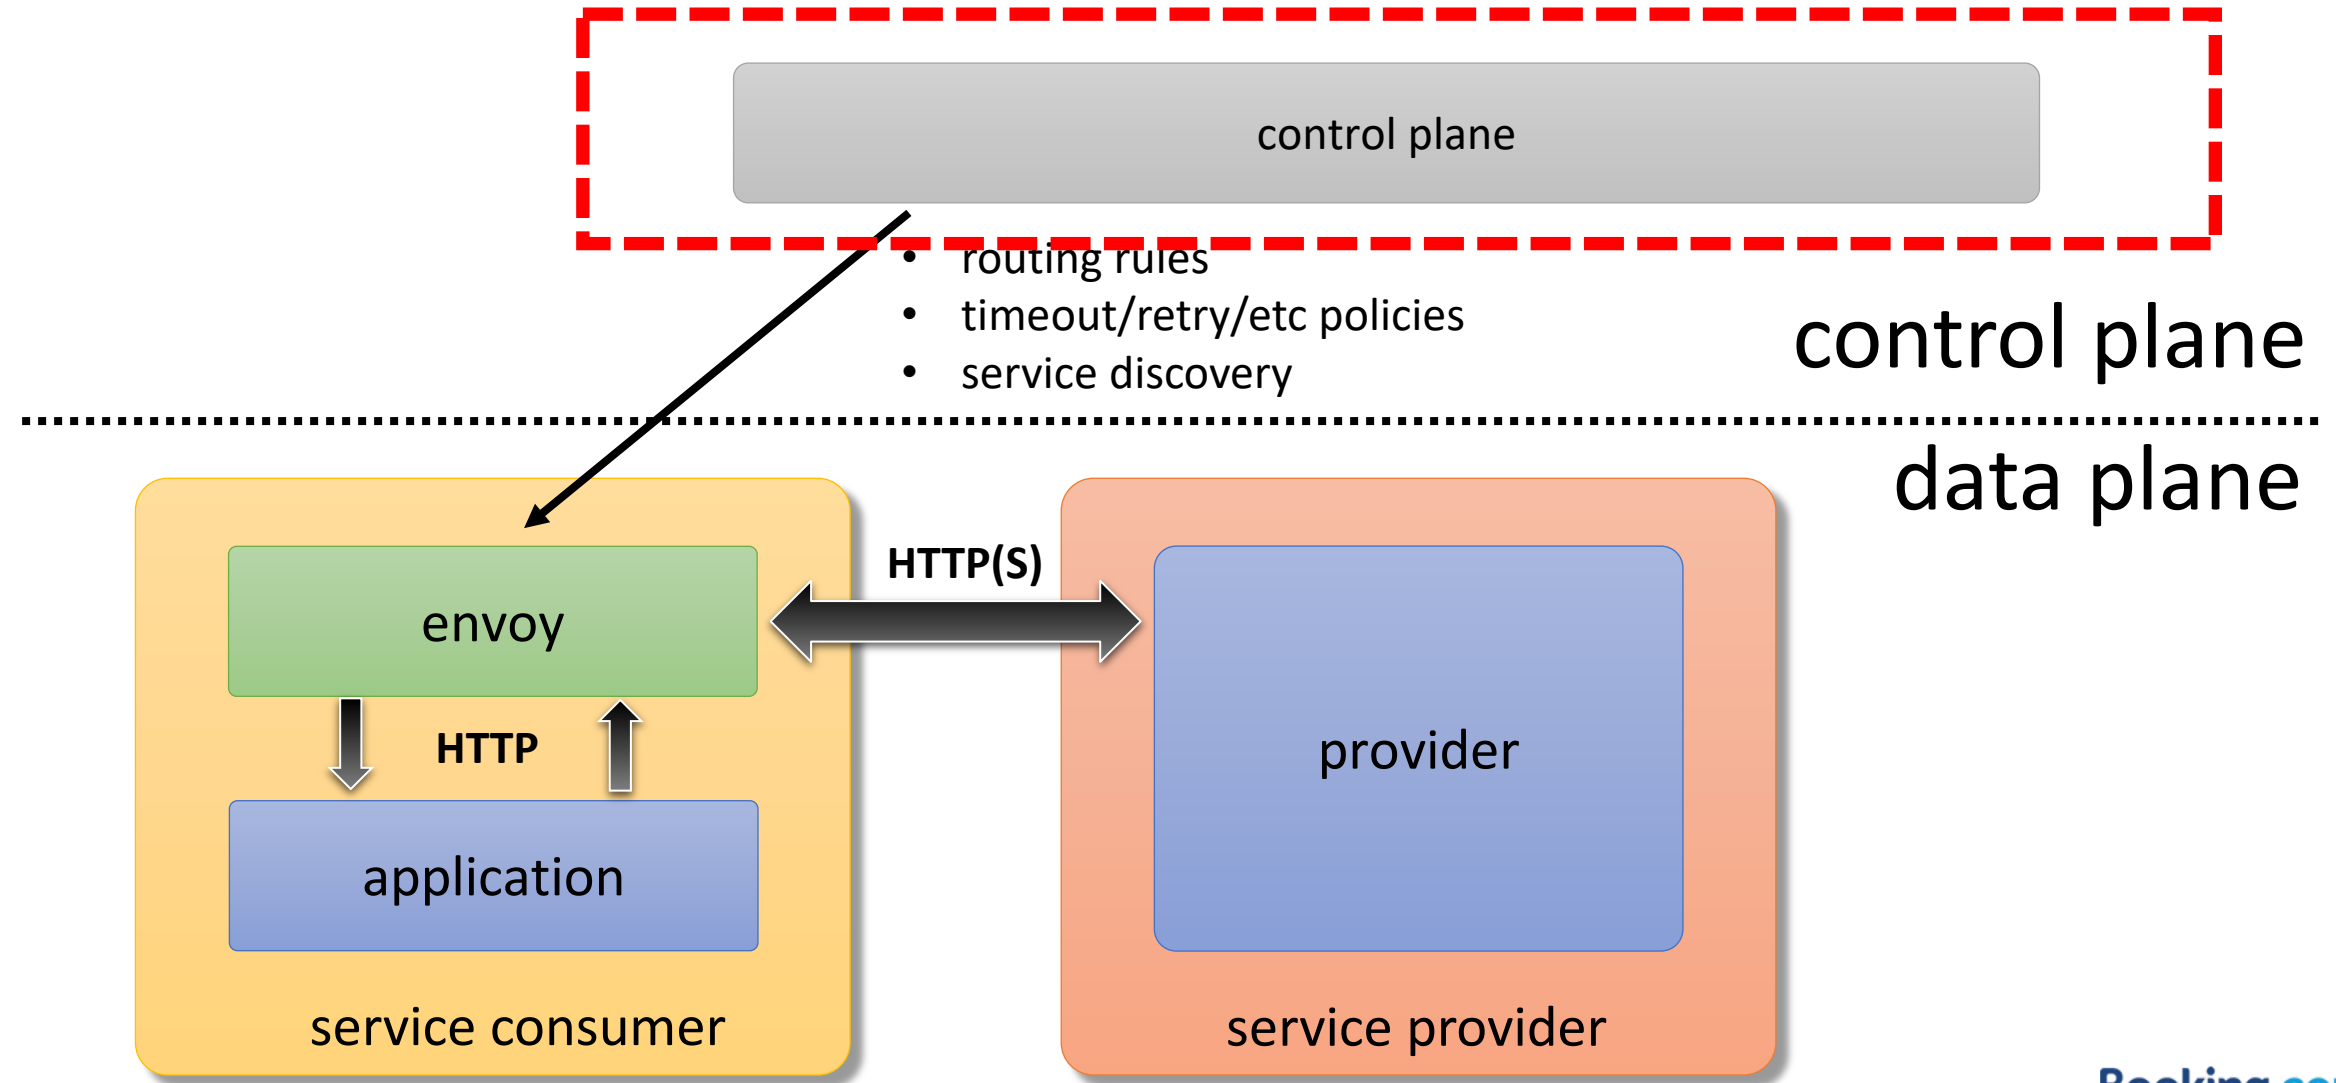 control plane
• routing rules
• timeout/retry/etc policies
• service discovery
control plane
data plane
HTTP(S)
envoy
HTTP
provider
application
service consumer
service provider